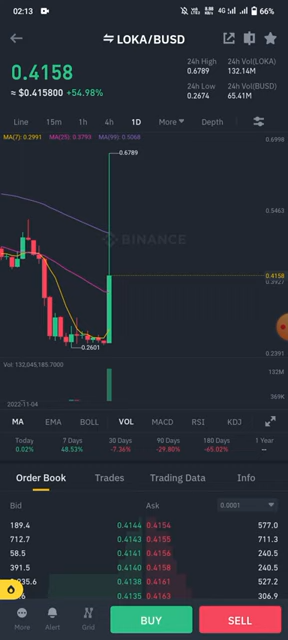 02:13 4G 66%
LOKA/BUSD
0.4158
≈ $0.415800 +54.98%
24h High 24h Vol(LOKA)
0.6789 132.14M
24h Low 24h Vol(BUSD)
0.2674 65.41M
Line 15m 1h 4h 1D More Depth
MA(7): 0.2991 MA(25): 0.3793 MA(99): 0.5068
0.6998
0.6789
0.5463
BINANCE
0.4158
0.3927
0.2601
0.2391
Vol: 132,049,185.7000
132M
369K
2022-11-04
MA EMA BOLL VOL MACD RSI KDJ
Today 7 Days 30 Days 90 Days 180 Days 1 Year
0.02% 48.53% -7.36% -29.80% -65.02% --
Order Book Trades Trading Data Info
Bid Ask 0.0001
189.4 0.4144 0.4154 577.0
712.7 0.4143 0.4155 711.3
58.5 0.4141 0.4156 240.5
391.5 0.4140 0.4158 240.5
035.6 0.4138 0.4161 527.2
0.4135 0.4163 306.9
More Alert Grid BUY SELL